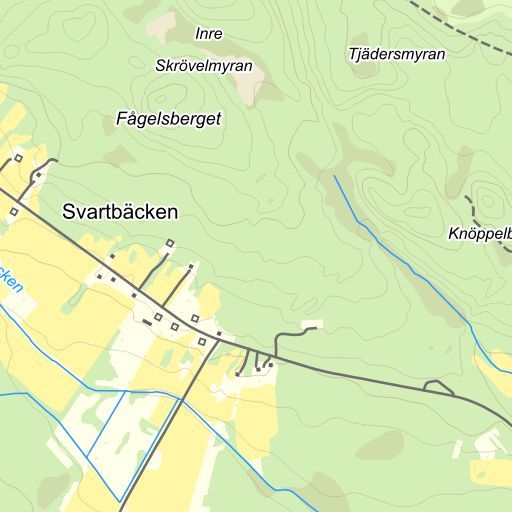 Inre
Skrövelmyran
Tjädersmyran
Fågelsberget
Svartbäcken
Knöppelb
cken